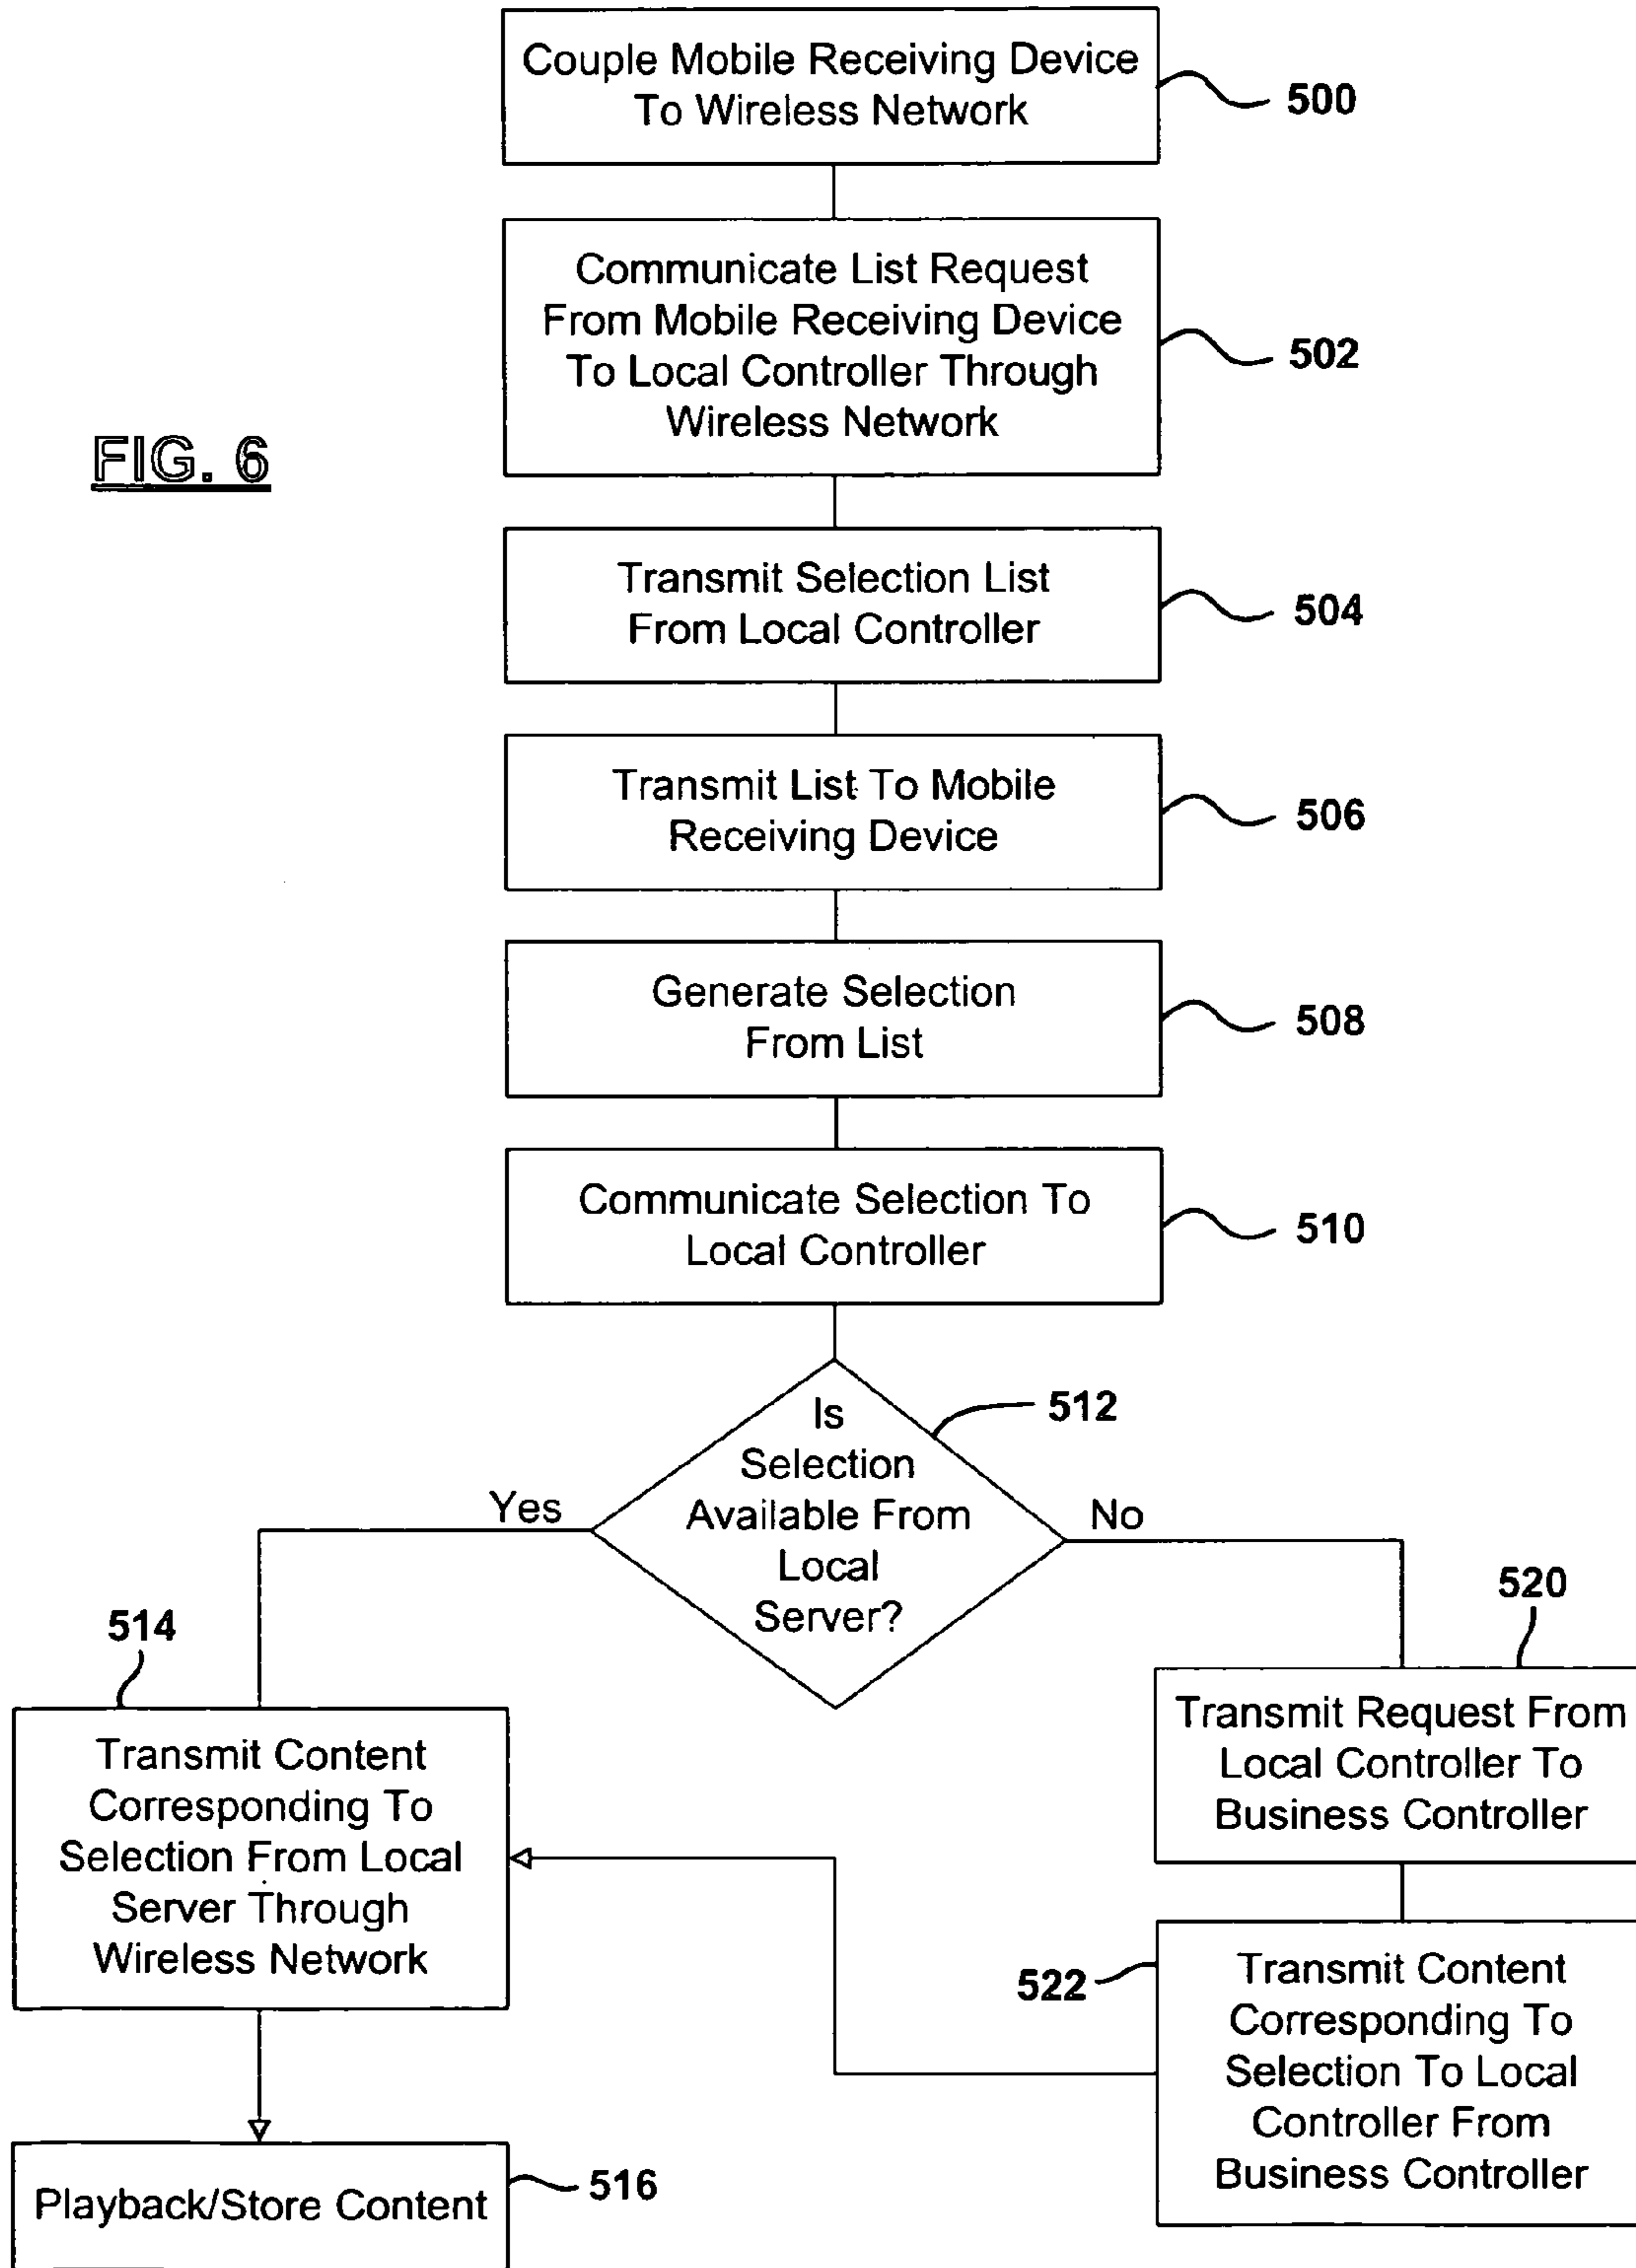 Couple Mobile Receiving Device
To Wireless Network
500
Communicate List Request
From Mobile Receiving Device
To Local Controller Through
Wireless Network
502
FIG. 6
Transmit Selection List
From Local Controller
504
Transmit List To Mobile
Receiving Device
506
Generate Selection
From List
508
Communicate Selection To
Local Controller
510
Is
Selection
Available From
Local
Server?
512
Yes
No
514
Transmit Content
Corresponding To
Selection From Local
Server Through
Wireless Network
520
Transmit Request From
Local Controller To
Business Controller
522
Transmit Content
Corresponding To
Selection To Local
Controller From
Business Controller
Playback/Store Content
516